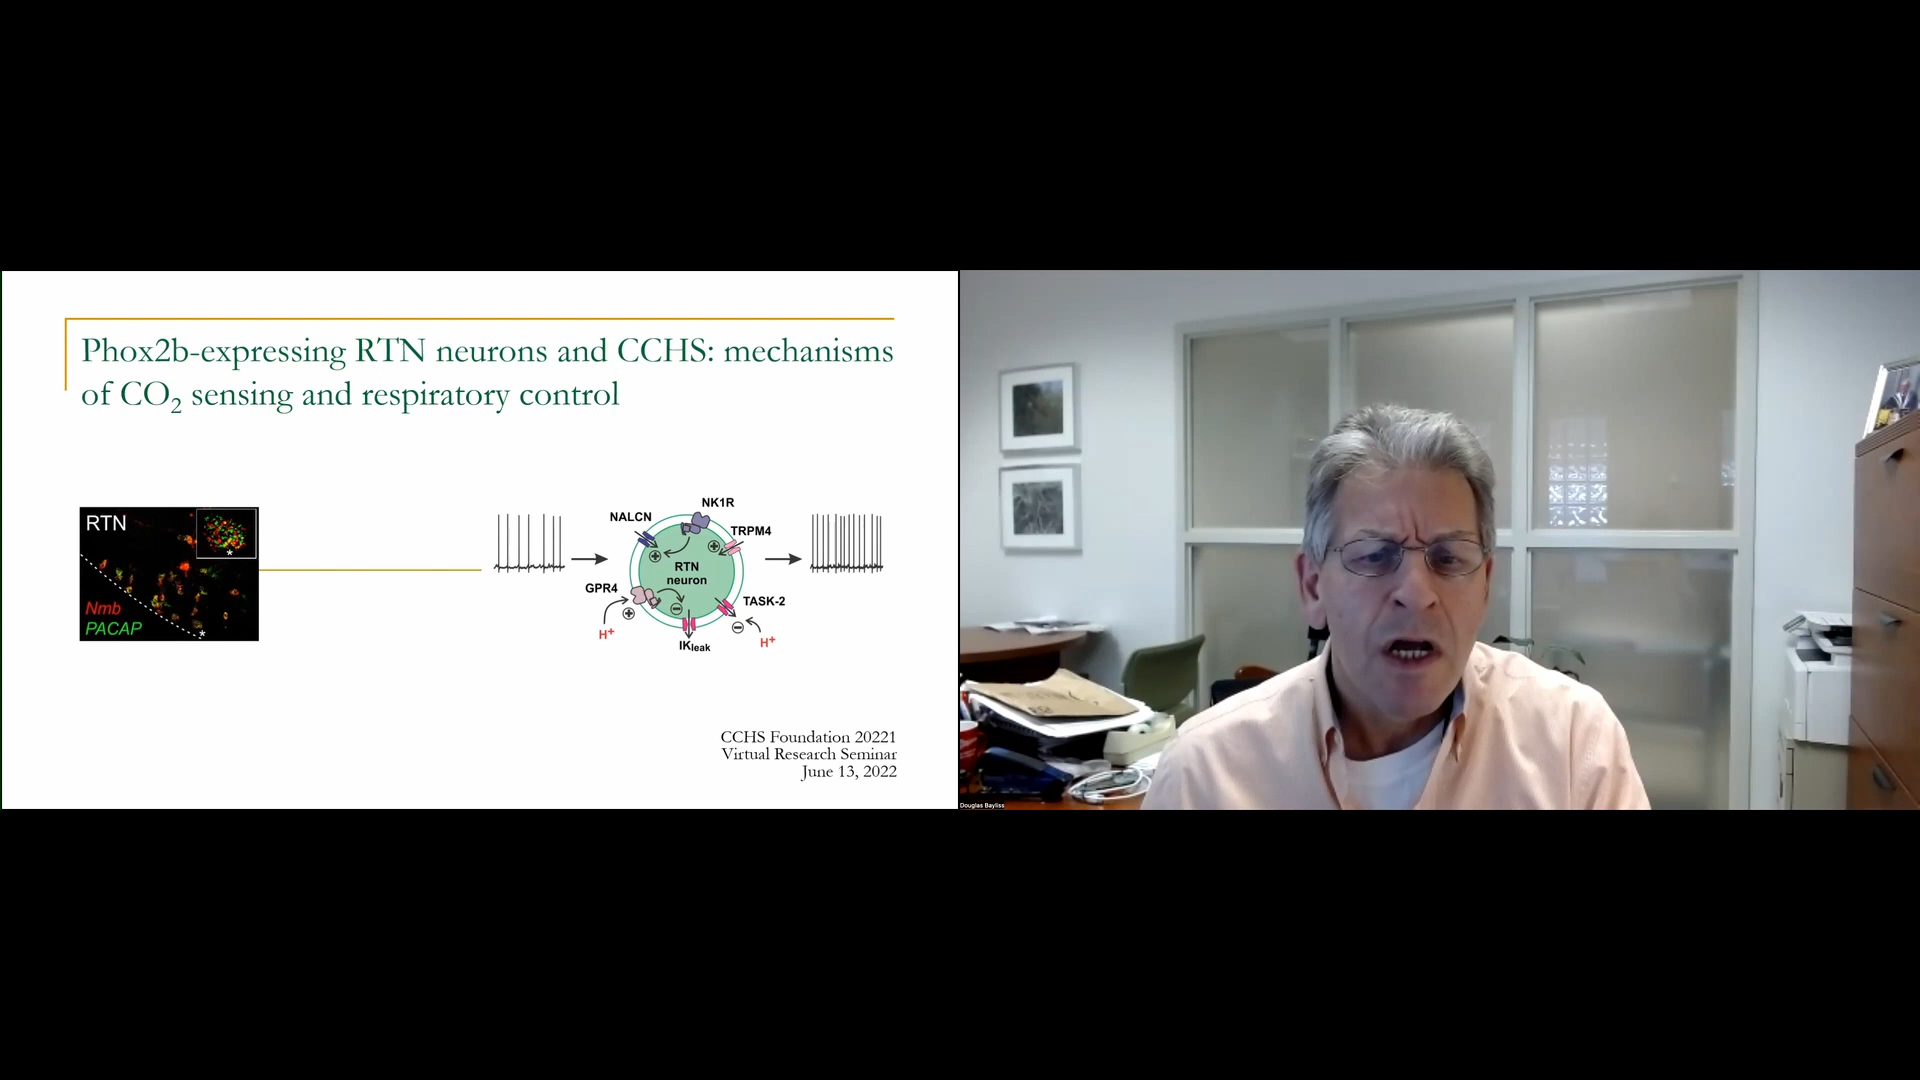 Phox2b-expressing RTN neurons and CCHS: mechanisms
of CO₂ sensing and respiratory control
RTN
Nmb
PACAP
NK1R
NALCN
TRPM4
RTN
neuron
GPR4
TASK-2
H⁺
H⁺
IKleak
CCHS Foundation 20221
Virtual Research Seminar
June 13, 2022
Douglas Bayliss